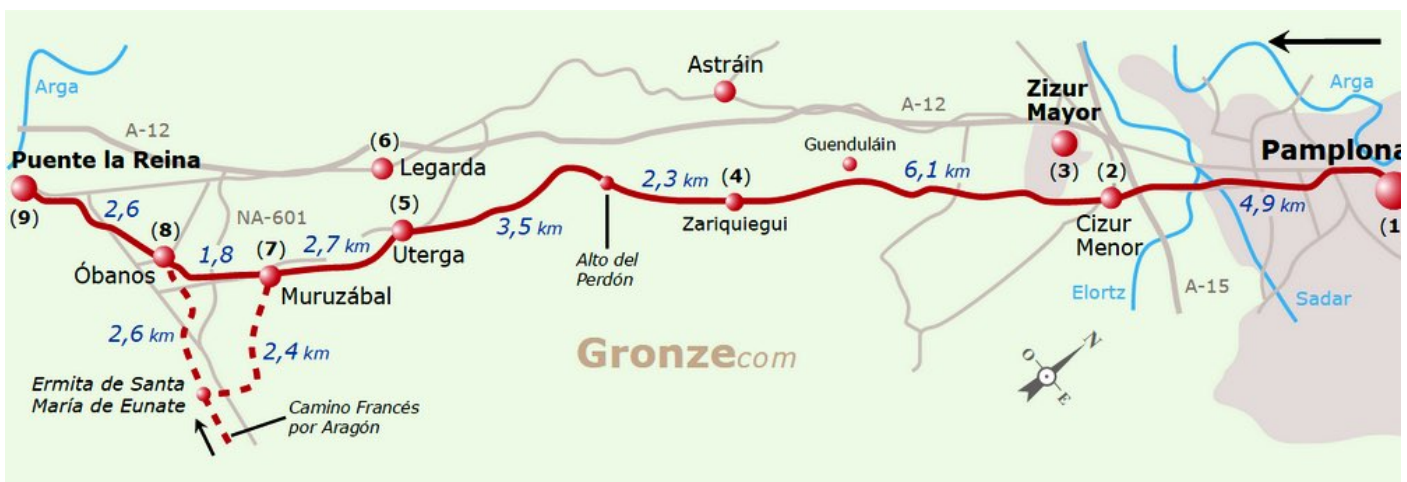 Arga
A-12
Puente la Reina
(9)
2,6
(8)
Óbanos
1,8
NA-601
(7)
Muruzábal
2,7 km
(6)
Legarda
(5)
Uterga
3,5 km
Alto del
Perdón
2,3 km
(4)
Zariquiegui
Astráin
Guenduláin
6,1 km
A-12
Zizur
Mayor
(3)
(2)
Cizur
Menor
4,9 km
Arga
Pamplona
(1
Elortz
A-15
Sadar
2,6 km
2,4 km
Ermita de Santa
María de Eunate
Camino Francés
por Aragón
Gronze.com
N
O
E